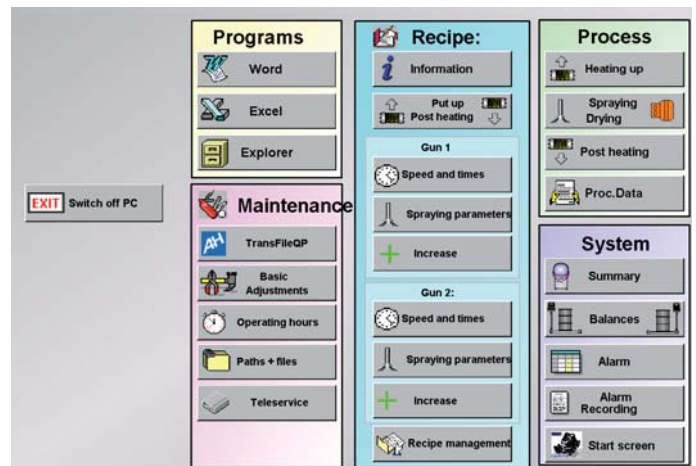 EXIT Switch off PC
Programs
Word
Excel
Explorer
Maintenance
AH TransFileQP
Basic
Adjustments
Operating hours
Paths + files
Teleservice
Recipe:
Information
Put up
Post heating
Gun 1
Speed and times
Spraying parameters
Increase
Gun 2:
Speed and times
Spraying parameters
Increase
Recipe management
Process
Heating up
Spraying
Drying
Post heating
Proc.Data
System
Summary
Balances
Alarm
Alarm
Recording
Start screen